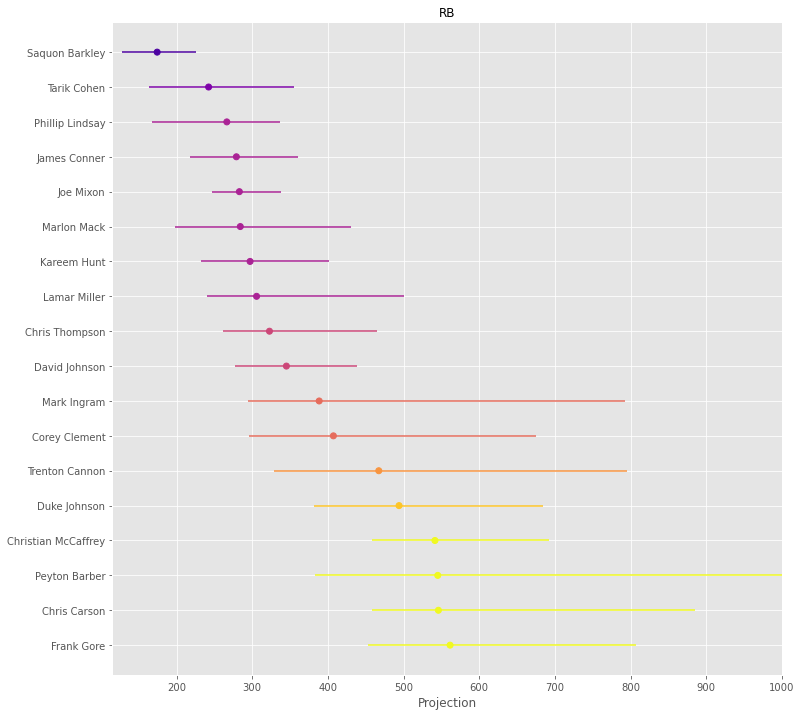 RB
Saquon Barkley
Tarik Cohen
Phillip Lindsay
James Conner
Joe Mixon
Marlon Mack
Kareem Hunt
Lamar Miller
Chris Thompson
David Johnson
Mark Ingram
Corey Clement
Trenton Cannon
Duke Johnson
Christian McCaffrey
Peyton Barber
Chris Carson
Frank Gore
200 300 400 500 600 700 800 900 1000
Projection